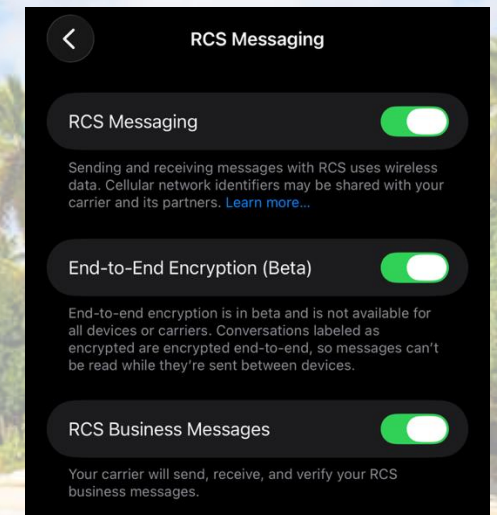 RCS Messaging
RCS Messaging
Sending and receiving messages with RCS uses wireless
data. Cellular network identifiers may be shared with your
carrier and its partners. Learn more...
End-to-End Encryption (Beta)
End-to-end encryption is in beta and is not available for
all devices or carriers. Conversations labeled as
encrypted are encrypted end-to-end, so messages can't
be read while they're sent between devices.
RCS Business Messages
Your carrier will send, receive, and verify your RCS
business messages.